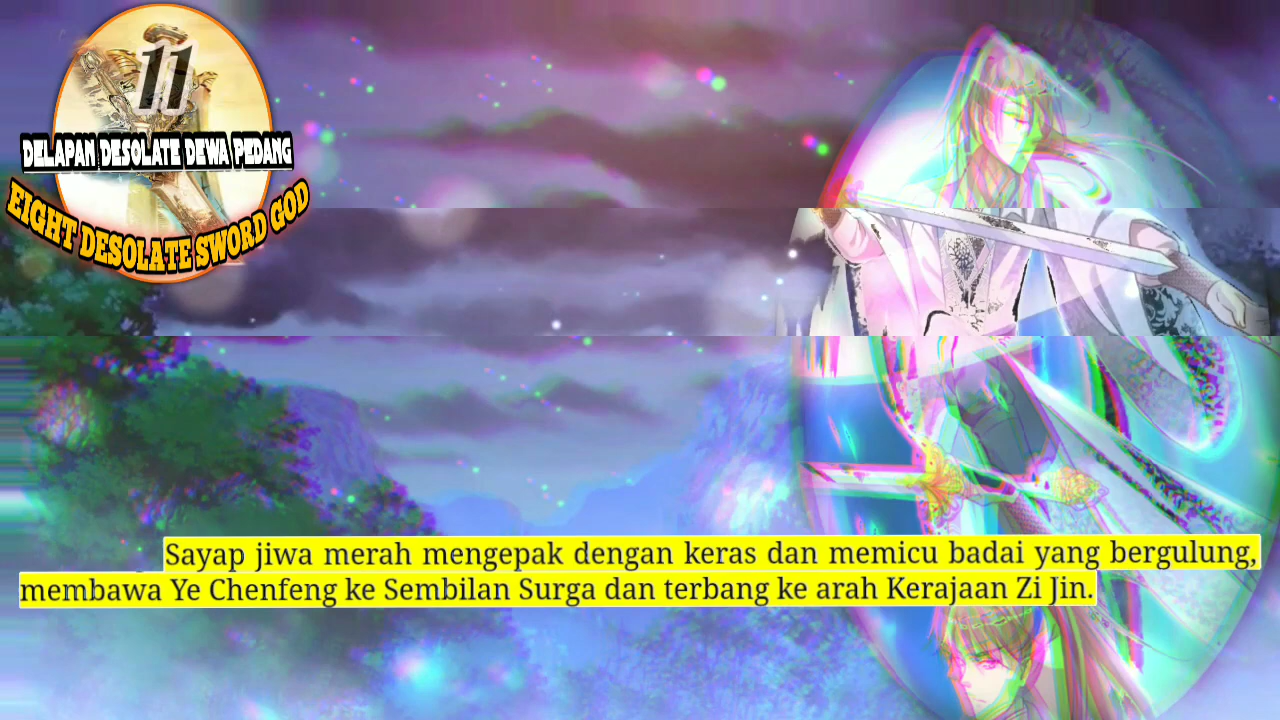 11
DELAPAN DESOLATE DEWA PEDANG
EIGHT DESOLATE SWORD GOD
Sayap jiwa merah mengepak dengan keras dan memicu badai yang bergulung,
membawa Ye Chenfeng ke Sembilan Surga dan terbang ke arah Kerajaan Zi Jin.